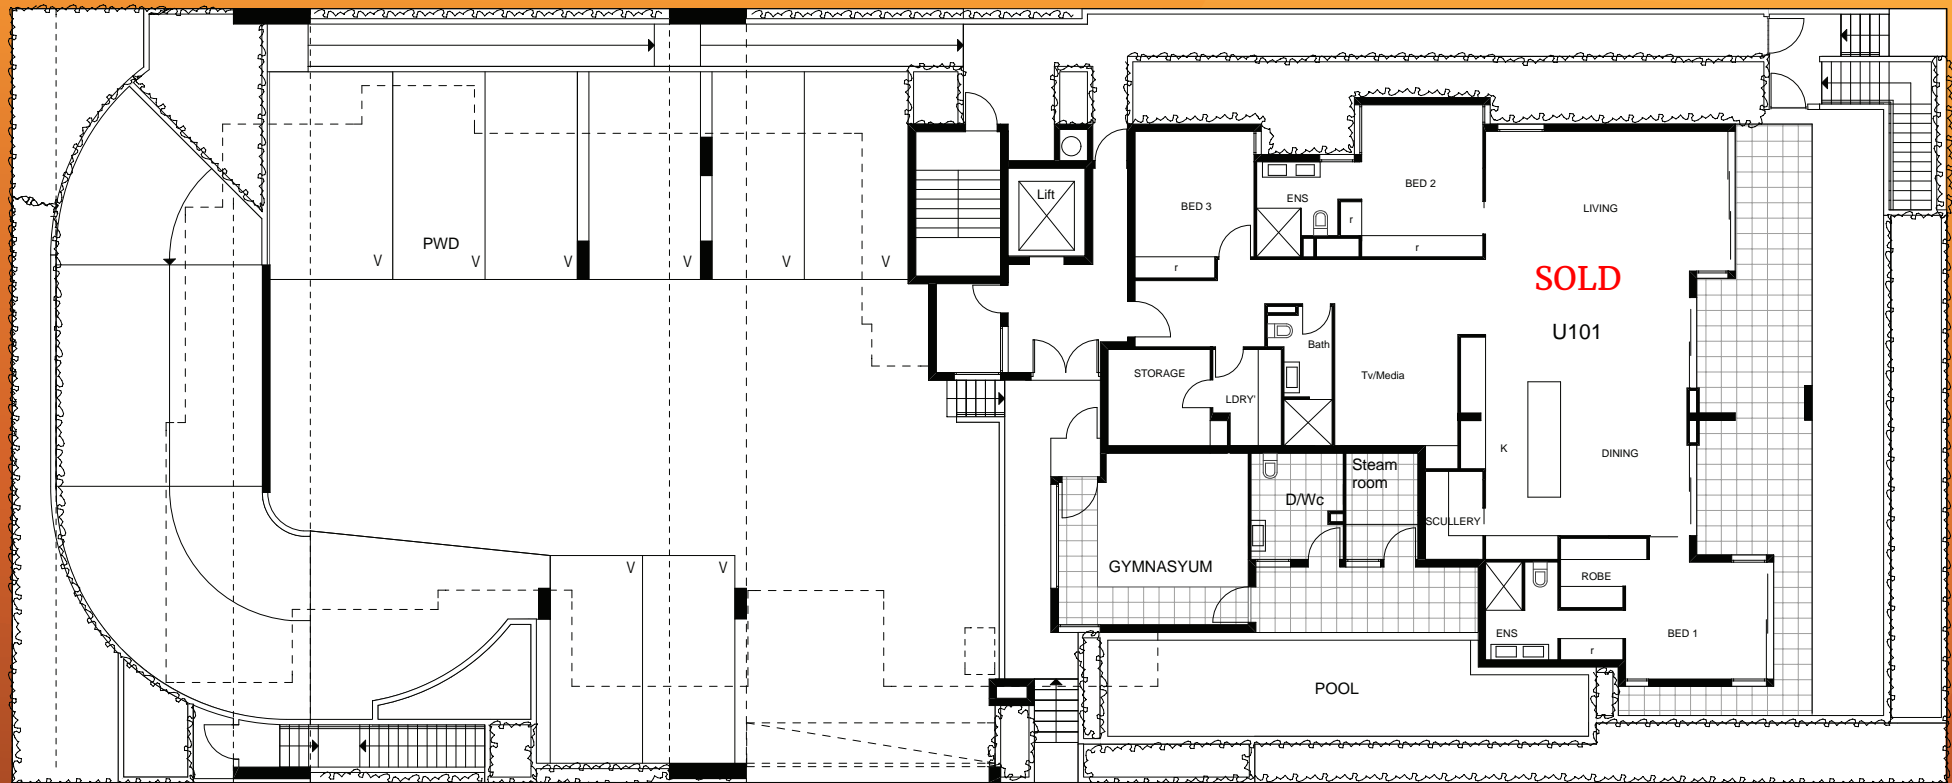 Lift
BED 3
ENS
BED 2
LIVING
r
r
r
PWD
V
V
V
V
V
V
SOLD
U101
Bath
STORAGE
Tv/Media
LDRY'
K
DINING
Steam
room
D/Wc
SCULLERY
GYMNASYUM
V
V
ROBE
ENS
BED 1
r
POOL